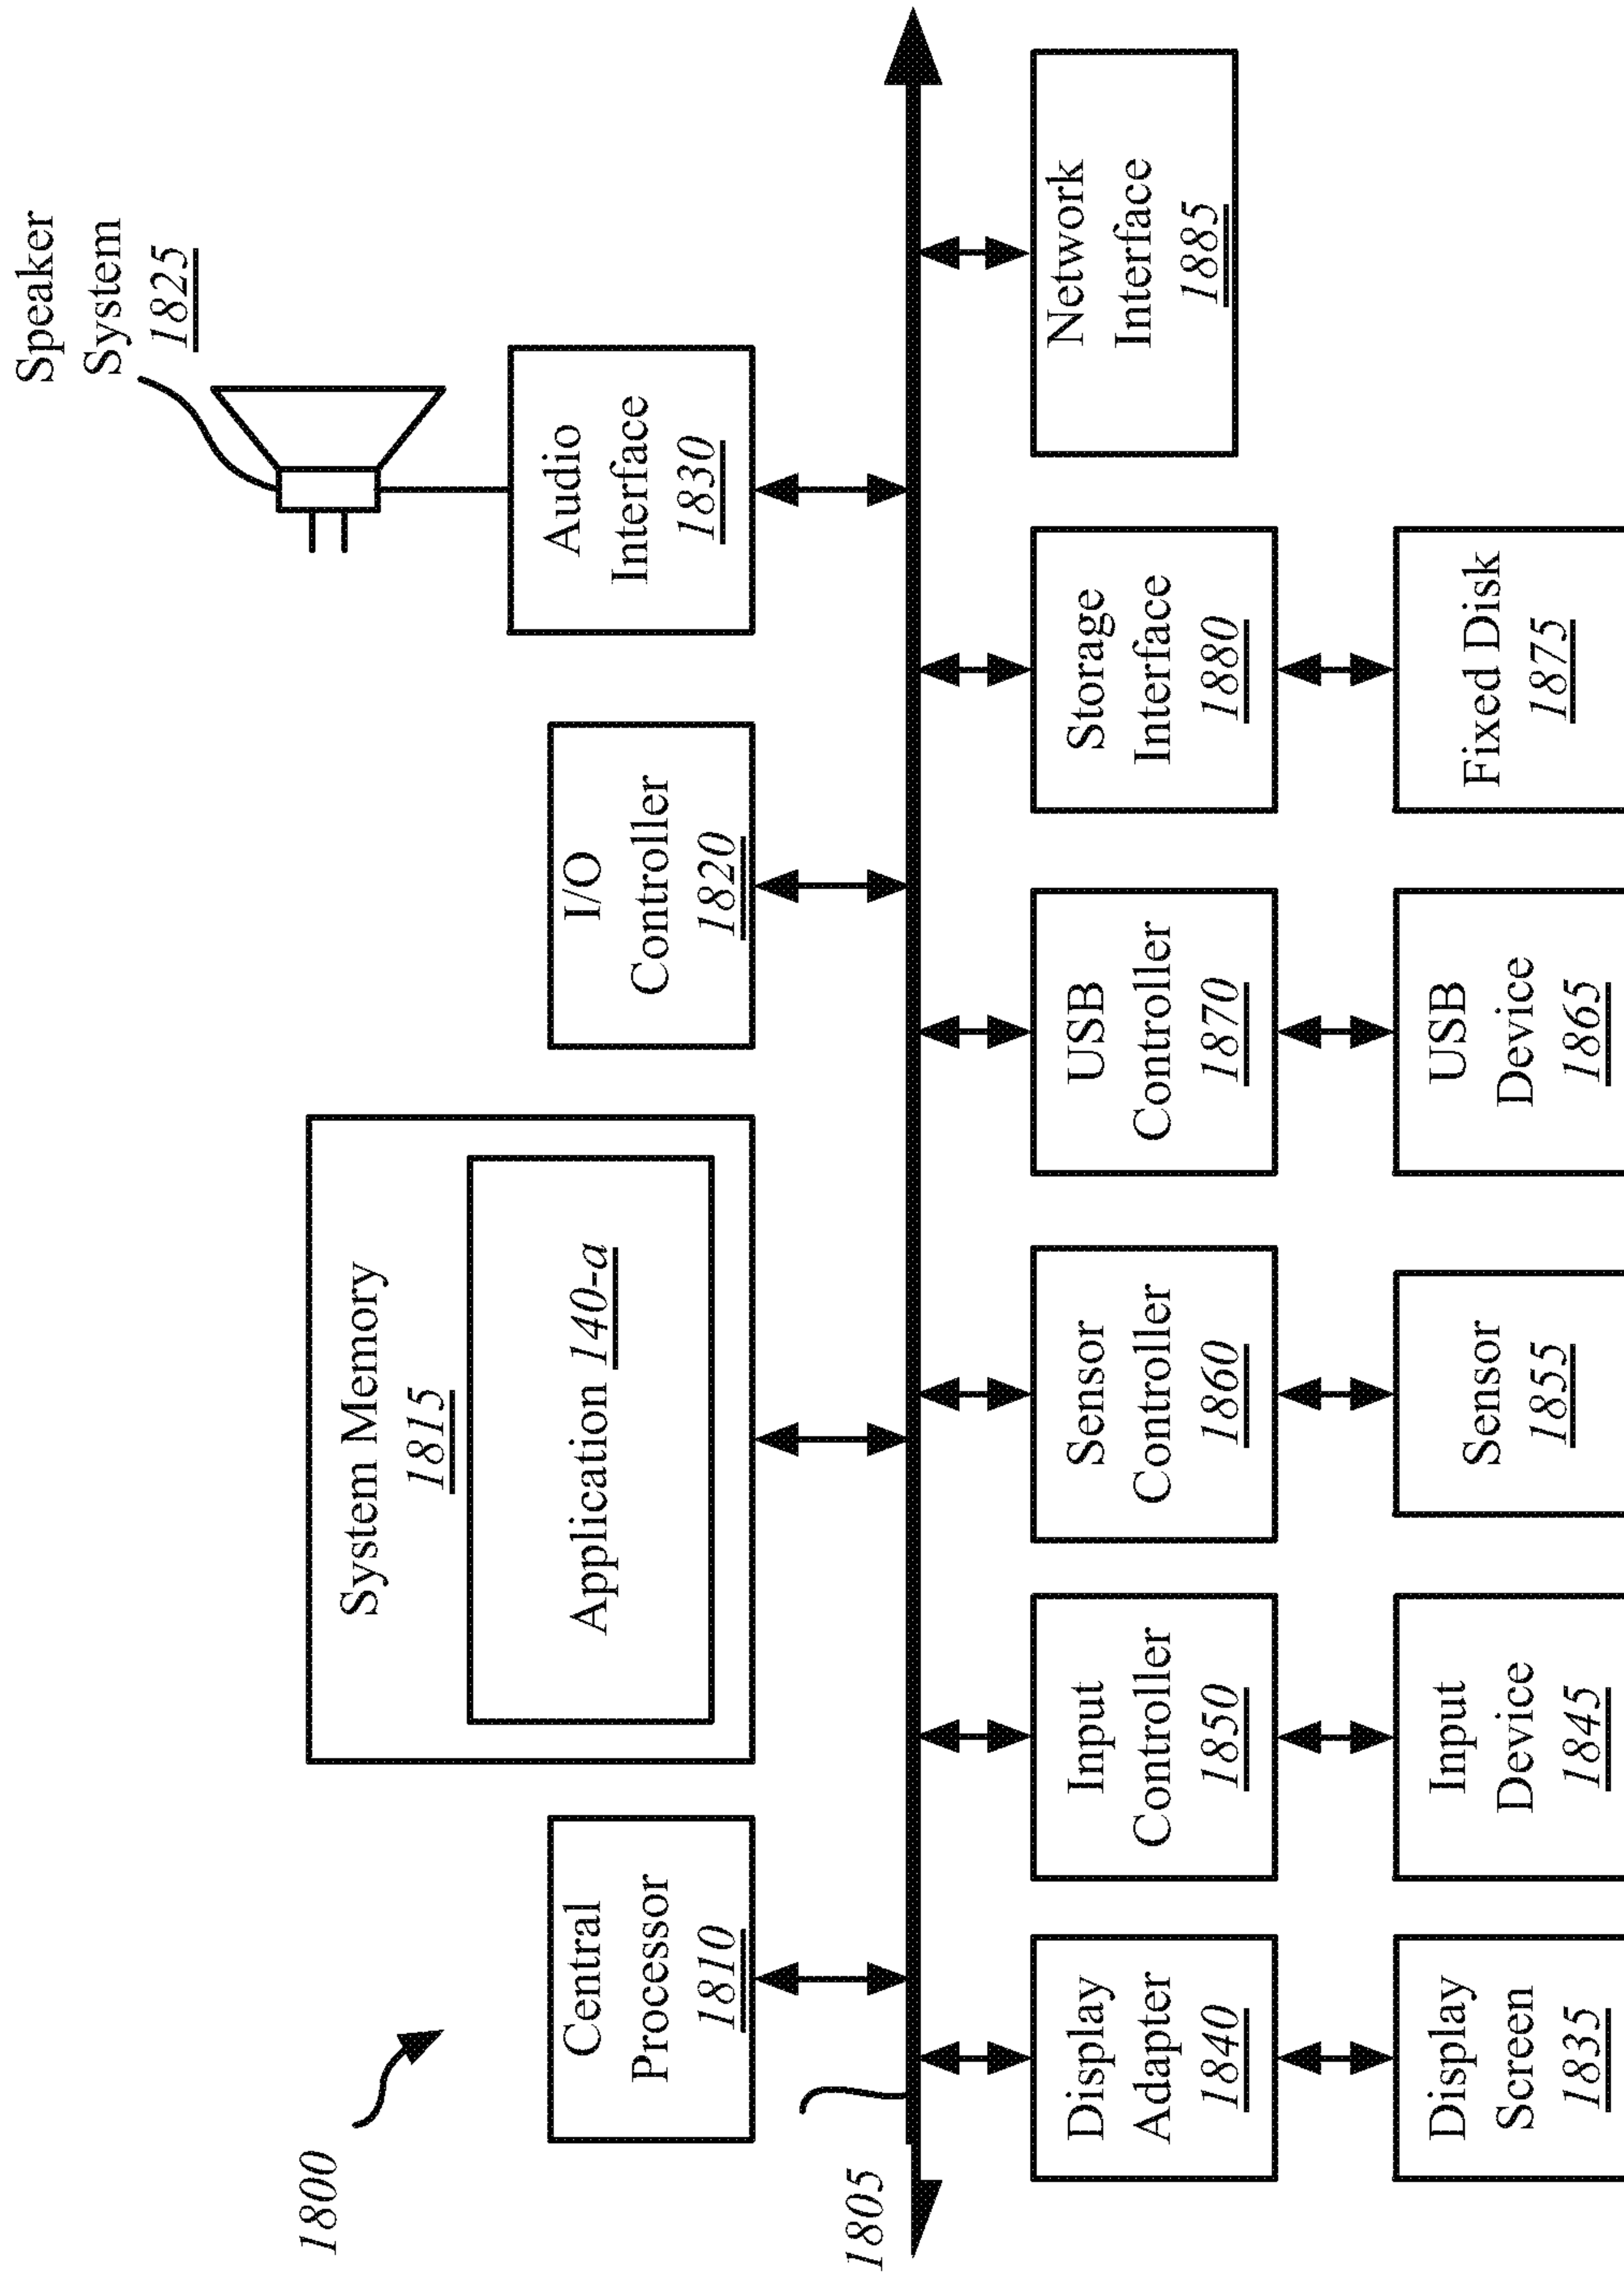 1800
Speaker
System
1825
System Memory
1815
Application 140-a
Central
Processor
1810
I/O
Controller
1820
Audio
Interface
1830
1805
Display
Adapter
1840
Input
Controller
1850
Sensor
Controller
1860
USB
Controller
1870
Storage
Interface
1880
Network
Interface
1885
Display
Screen
1835
Input
Device
1845
Sensor
1855
USB
Device
1865
Fixed Disk
1875